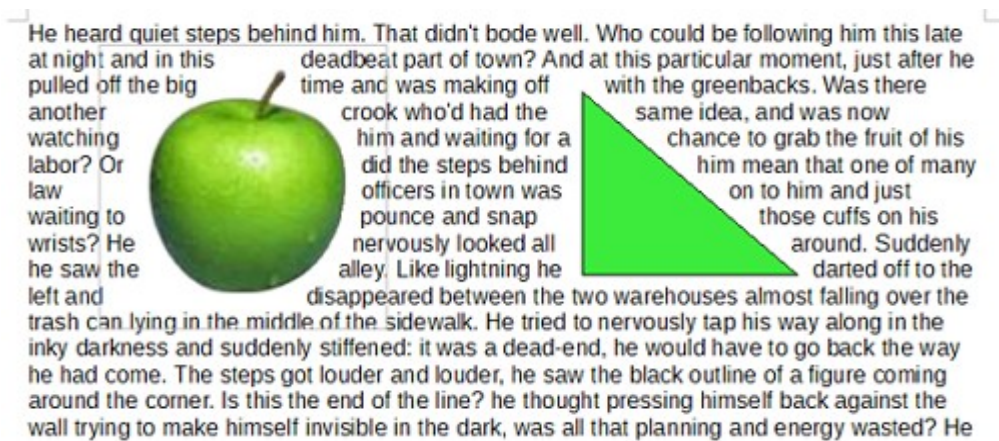 He heard quiet steps behind him. That didn't bode well. Who could be following him this late
at night and in this deadbeat part of town? And at this particular moment, just after he
pulled off the big time and was making off with the greenbacks. Was there
another crook who'd had the same idea, and was now
watching him and waiting for a chance to grab the fruit of his
labor? Or did the steps behind him mean that one of many
law officers in town was on to him and just
waiting to pounce and snap those cuffs on his
wrists? He nervously looked all around. Suddenly
he saw the alley. Like lightning he darted off to the
left and disappeared between the two warehouses almost falling over the
trash can lying in the middle of the sidewalk. He tried to nervously tap his way along in the
inky darkness and suddenly stiffened: it was a dead-end, he would have to go back the way
he had come. The steps got louder and louder, he saw the black outline of a figure coming
around the corner. Is this the end of the line? he thought pressing himself back against the
wall trying to make himself invisible in the dark, was all that planning and energy wasted? He